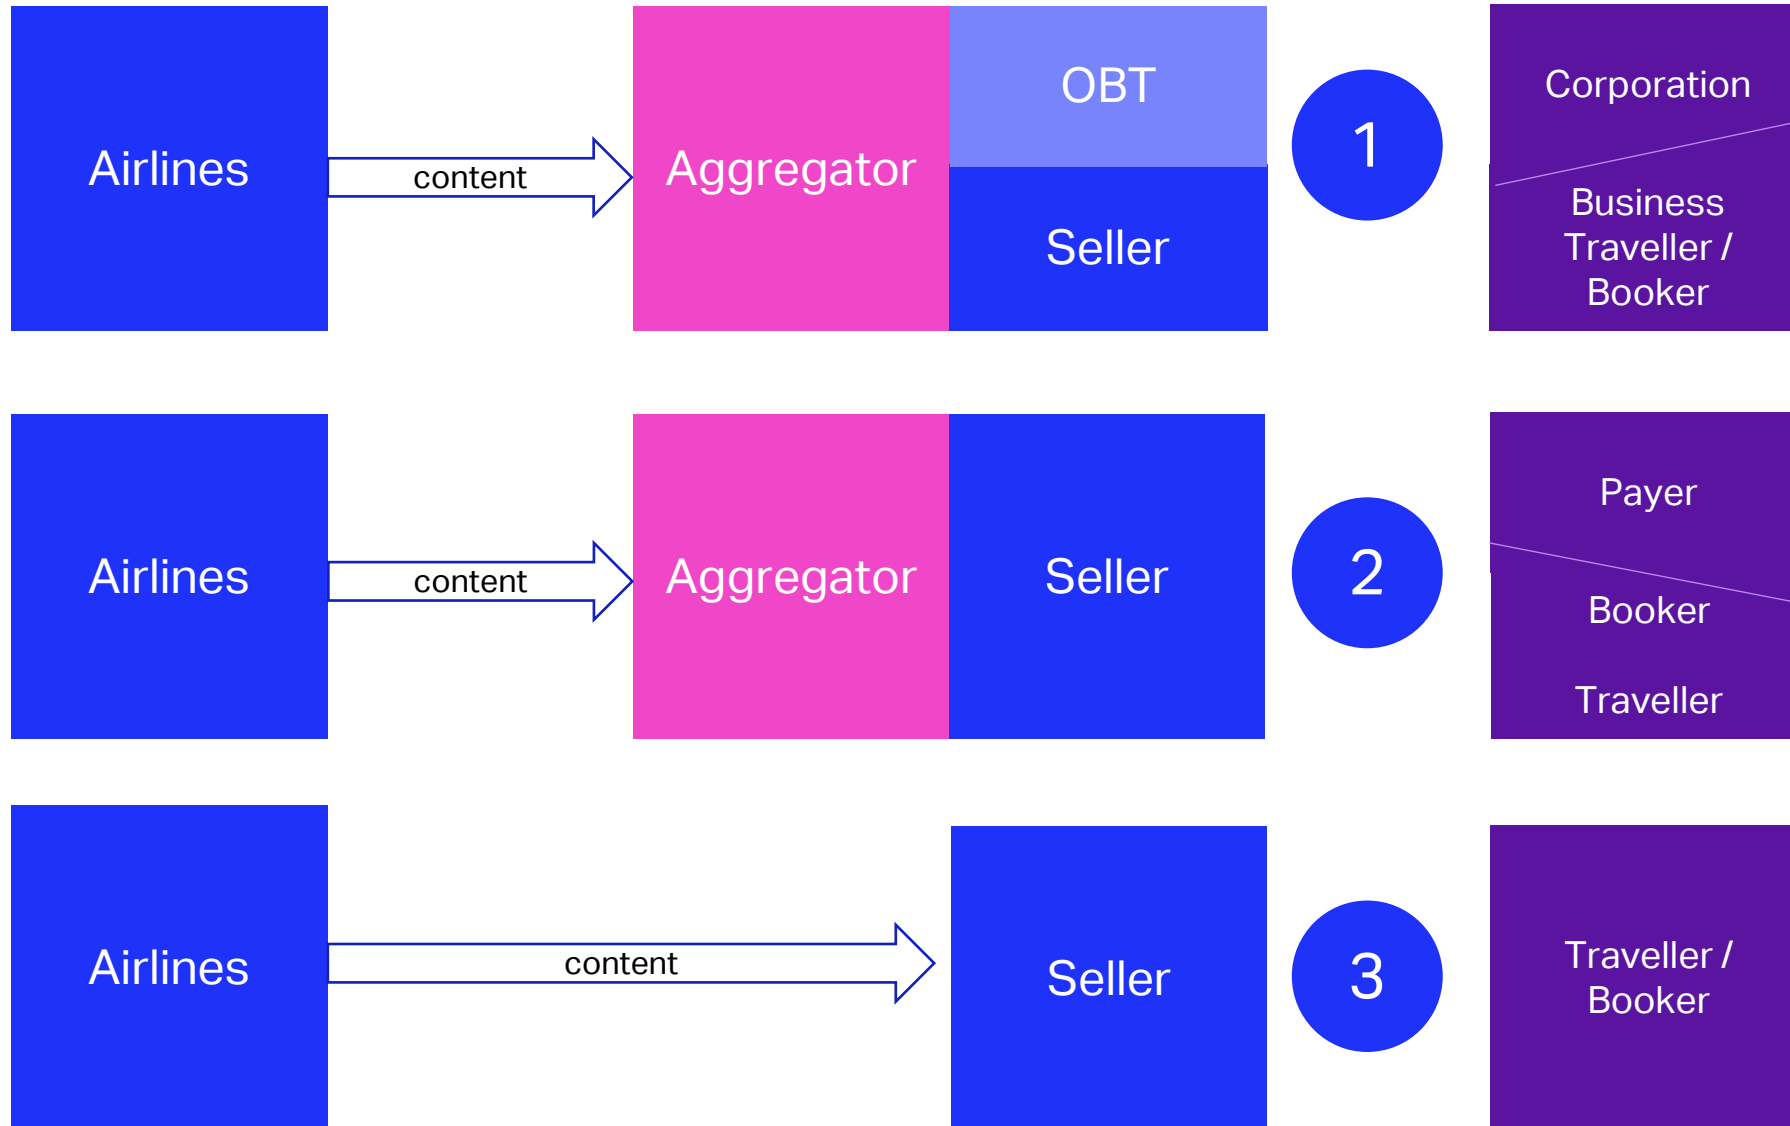 Airlines
content
Aggregator
OBT
Seller
1
Corporation
Business
Traveller /
Booker
Airlines
content
Aggregator
Seller
2
Payer
Booker
Traveller
Airlines
content
Seller
3
Traveller /
Booker